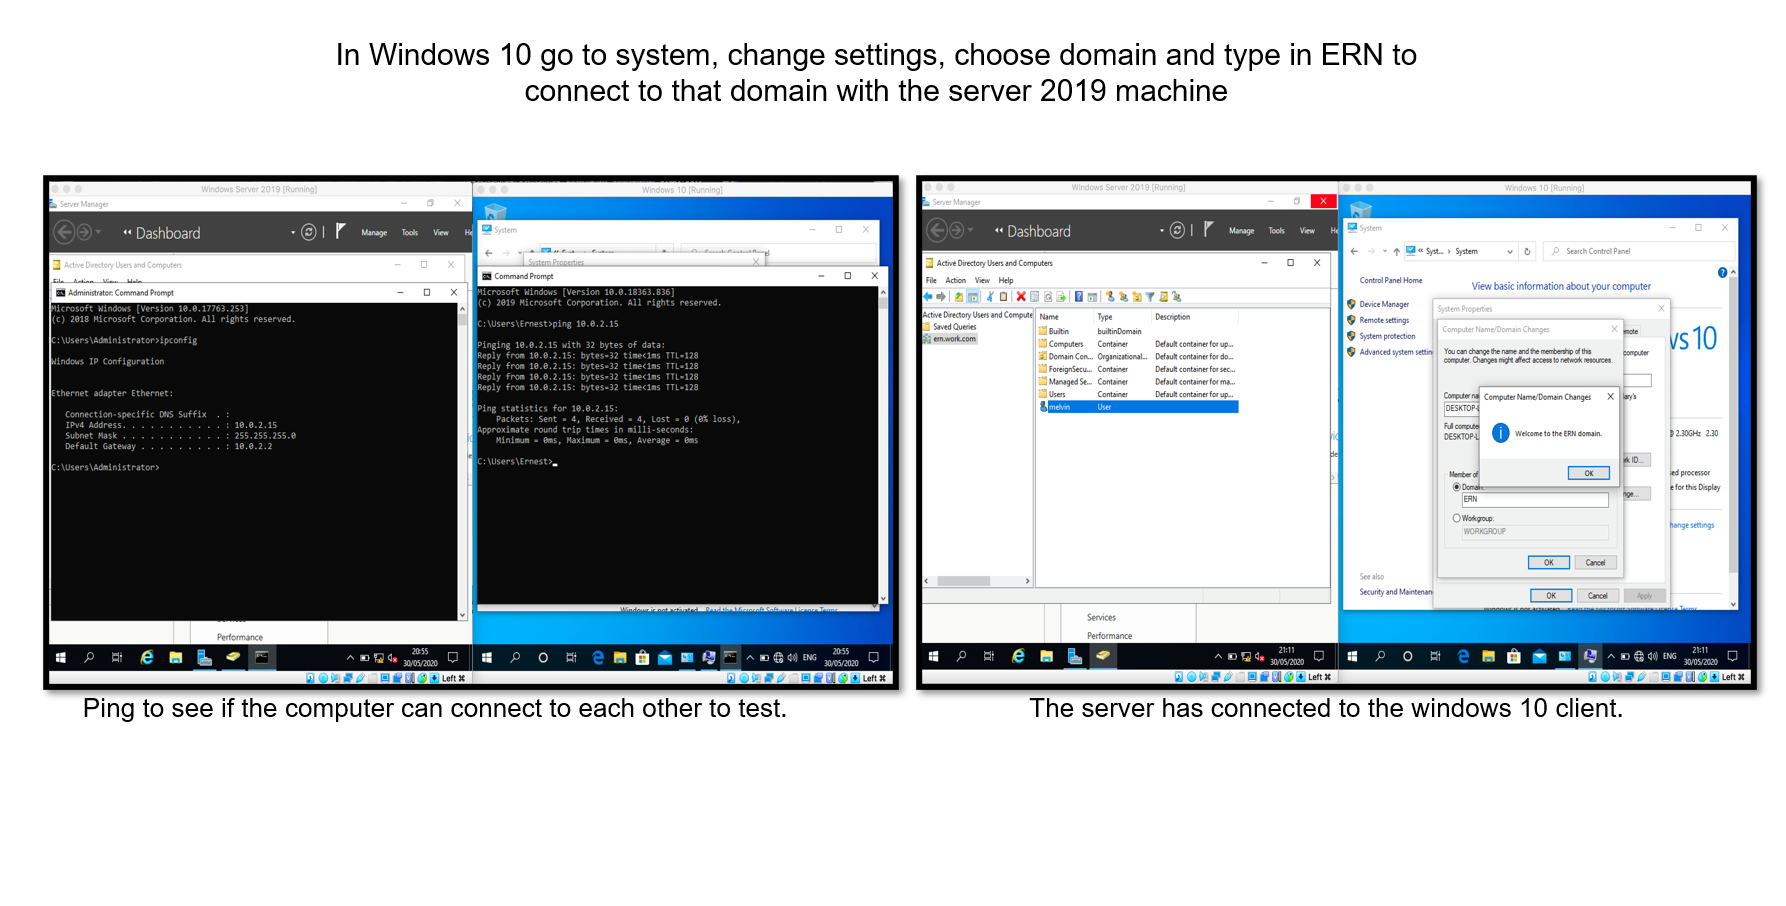 In Windows 10 go to system, change settings, choose domain and type in ERN to
connect to that domain with the server 2019 machine
Windows Server 2019 [Running]
Server Manager
Dashboard
Manage Tools View He
Active Directory Users and Computers
Administrator: Command Prompt
Microsoft Windows [Version 10.0.17763.253]
(c) 2018 Microsoft Corporation. All rights reserved.
C:\Users\Administrator>ipconfig
Windows IP Configuration
Ethernet adapter Ethernet:
Connection-specific DNS Suffix . :
IPv4 Address. . . . . . . . . . . : 10.0.2.15
Subnet Mask . . . . . . . . . . . : 255.255.255.0
Default Gateway . . . . . . . . . : 10.0.2.2
C:\Users\Administrator>
Performance
20:55
30/05/2020
Left ⌘
Windows 10 [Running]
System
System Properties
Command Prompt
Microsoft Windows [Version 10.0.18363.836]
(c) 2019 Microsoft Corporation. All rights reserved.
C:\Users\Ernest>ping 10.0.2.15
Pinging 10.0.2.15 with 32 bytes of data:
Reply from 10.0.2.15: bytes=32 time<1ms TTL=128
Reply from 10.0.2.15: bytes=32 time<1ms TTL=128
Reply from 10.0.2.15: bytes=32 time<1ms TTL=128
Reply from 10.0.2.15: bytes=32 time<1ms TTL=128
Ping statistics for 10.0.2.15:
Packets: Sent = 4, Received = 4, Lost = 0 (0% loss),
Approximate round trip times in milli-seconds:
Minimum = 0ms, Maximum = 0ms, Average = 0ms
C:\Users\Ernest>
Windows is not activated. Read the Microsoft Software Licence Terms
ENG
20:55
30/05/2020
Left ⌘
Windows Server 2019 [Running]
Server Manager
Dashboard
Manage Tools View He
Active Directory Users and Computers
File Action View Help
Active Directory Users and Compute
Saved Queries
ern.work.com
Name Type Description
Builtin builtinDomain
Computers Container Default container for up...
Domain Con... Organizational... Default container for do...
ForeignSecu... Container Default container for sec...
Managed Se... Container Default container for ma...
Users Container Default container for up...
melvin User
Services
Performance
21:11
30/05/2020
Left ⌘
Windows 10 [Running]
System
« Syst... › System
Search Control Panel
Control Panel Home
Device Manager
Remote settings
System protection
Advanced system settin
View basic information about your computer
System Properties
Computer Name/Domain Changes
You can change the name and the membership of this
computer. Changes might affect access to network resources.
Computer na
DESKTOP-L
Full compute
DESKTOP-L
Computer Name/Domain Changes
Welcome to the ERN domain.
OK
Member of
Domain:
ERN
Workgroup:
WORKGROUP
OK Cancel
OK Cancel Apply
vs 10
2.30GHz 2.30
ed processor
e for this Display
hange settings
See also
Security and Maintenan
ENG
21:11
30/05/2020
Left ⌘
Ping to see if the computer can connect to each other to test.
The server has connected to the windows 10 client.